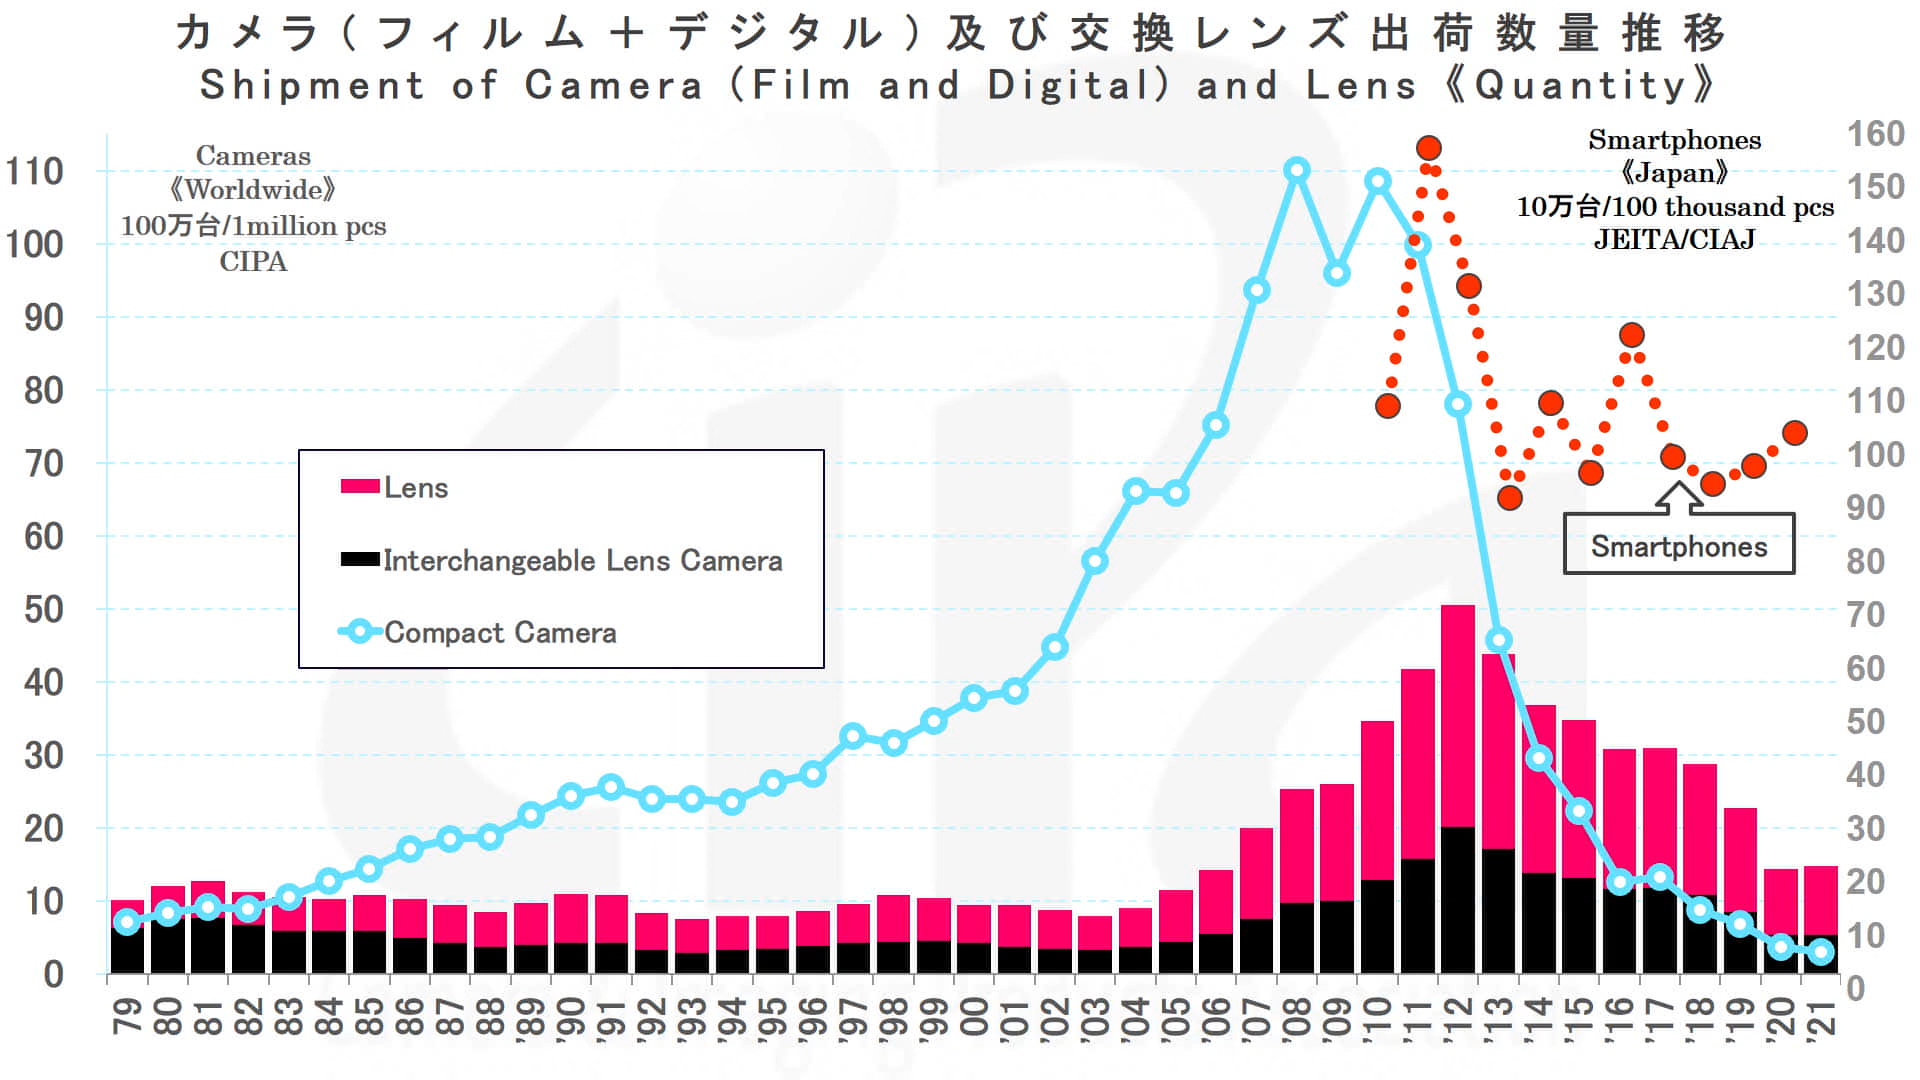 カメラ(フィルム＋デジタル)及び交換レンズ出荷数量推移
Shipment of Camera (Film and Digital) and Lens《Quantity》
Cameras
《Worldwide》
100万台/1million pcs
CIPA
Smartphones
《Japan》
10万台/100 thousand pcs
JEITA/CIAJ
110
100
90
80
70
60
50
40
30
20
10
0
160
150
140
130
120
110
100
90
80
70
60
50
40
30
20
10
0
Lens
Interchangeable Lens Camera
Compact Camera
Smartphones
'79 '80 '81 '82 '83 '84 '85 '86 '87 '88 '89 '90 '91 '92 '93 '94 '95 '96 '97 '98 '99 '00 '01 '02 '03 '04 '05 '06 '07 '08 '09 '10 '11 '12 '13 '14 '15 '16 '17 '18 '19 '20 '21